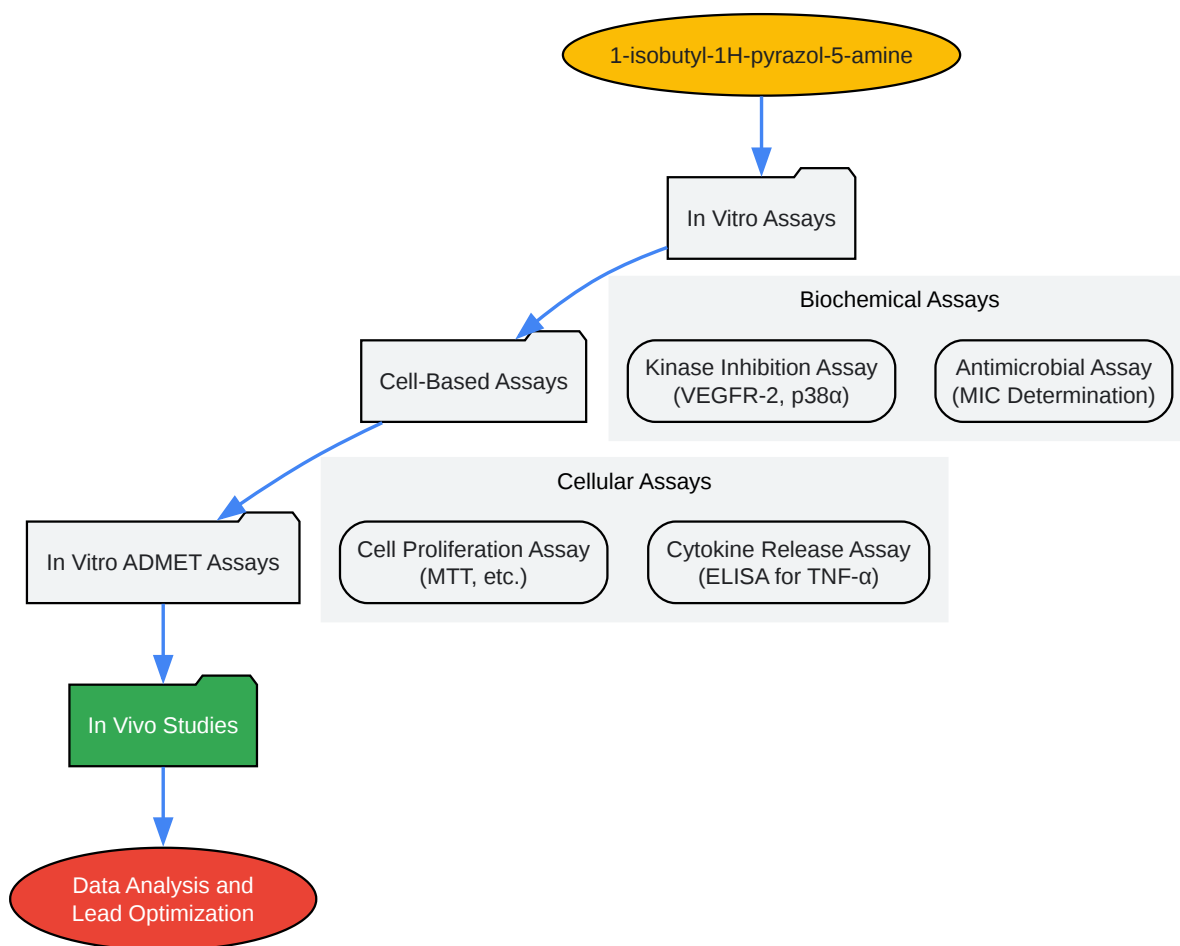 1-isobutyl-1H-pyrazol-5-amine
In Vitro Assays
Biochemical Assays
Kinase Inhibition Assay
(VEGFR-2, p38α)
Antimicrobial Assay
(MIC Determination)
Cell-Based Assays
Cellular Assays
Cell Proliferation Assay
(MTT, etc.)
Cytokine Release Assay
(ELISA for TNF-α)
In Vitro ADMET Assays
In Vivo Studies
Data Analysis and
Lead Optimization